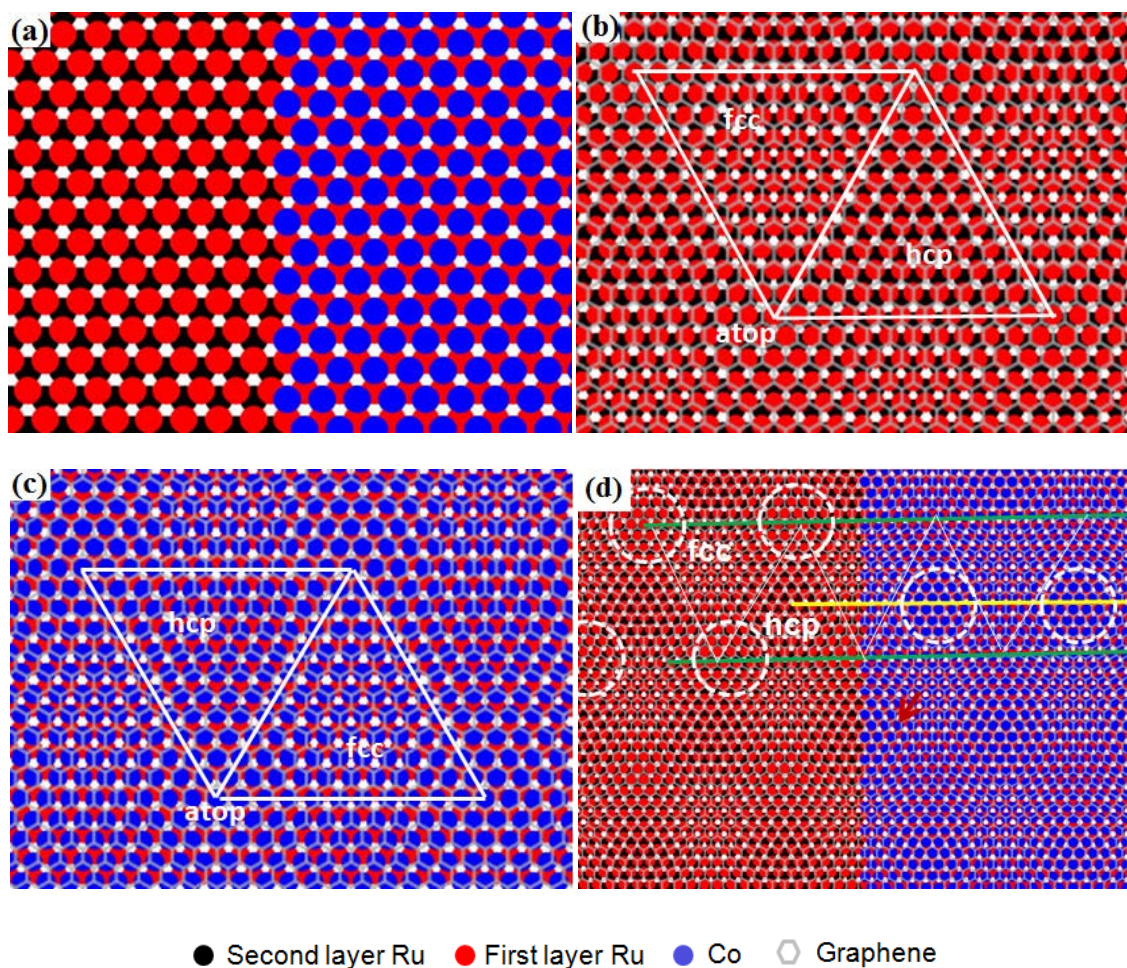 (a)
(b)
fcc
hcp
atop
(c)
hcp
fcc
atop
(d)
fcc
hcp
Second layer Ru First layer Ru Co Graphene